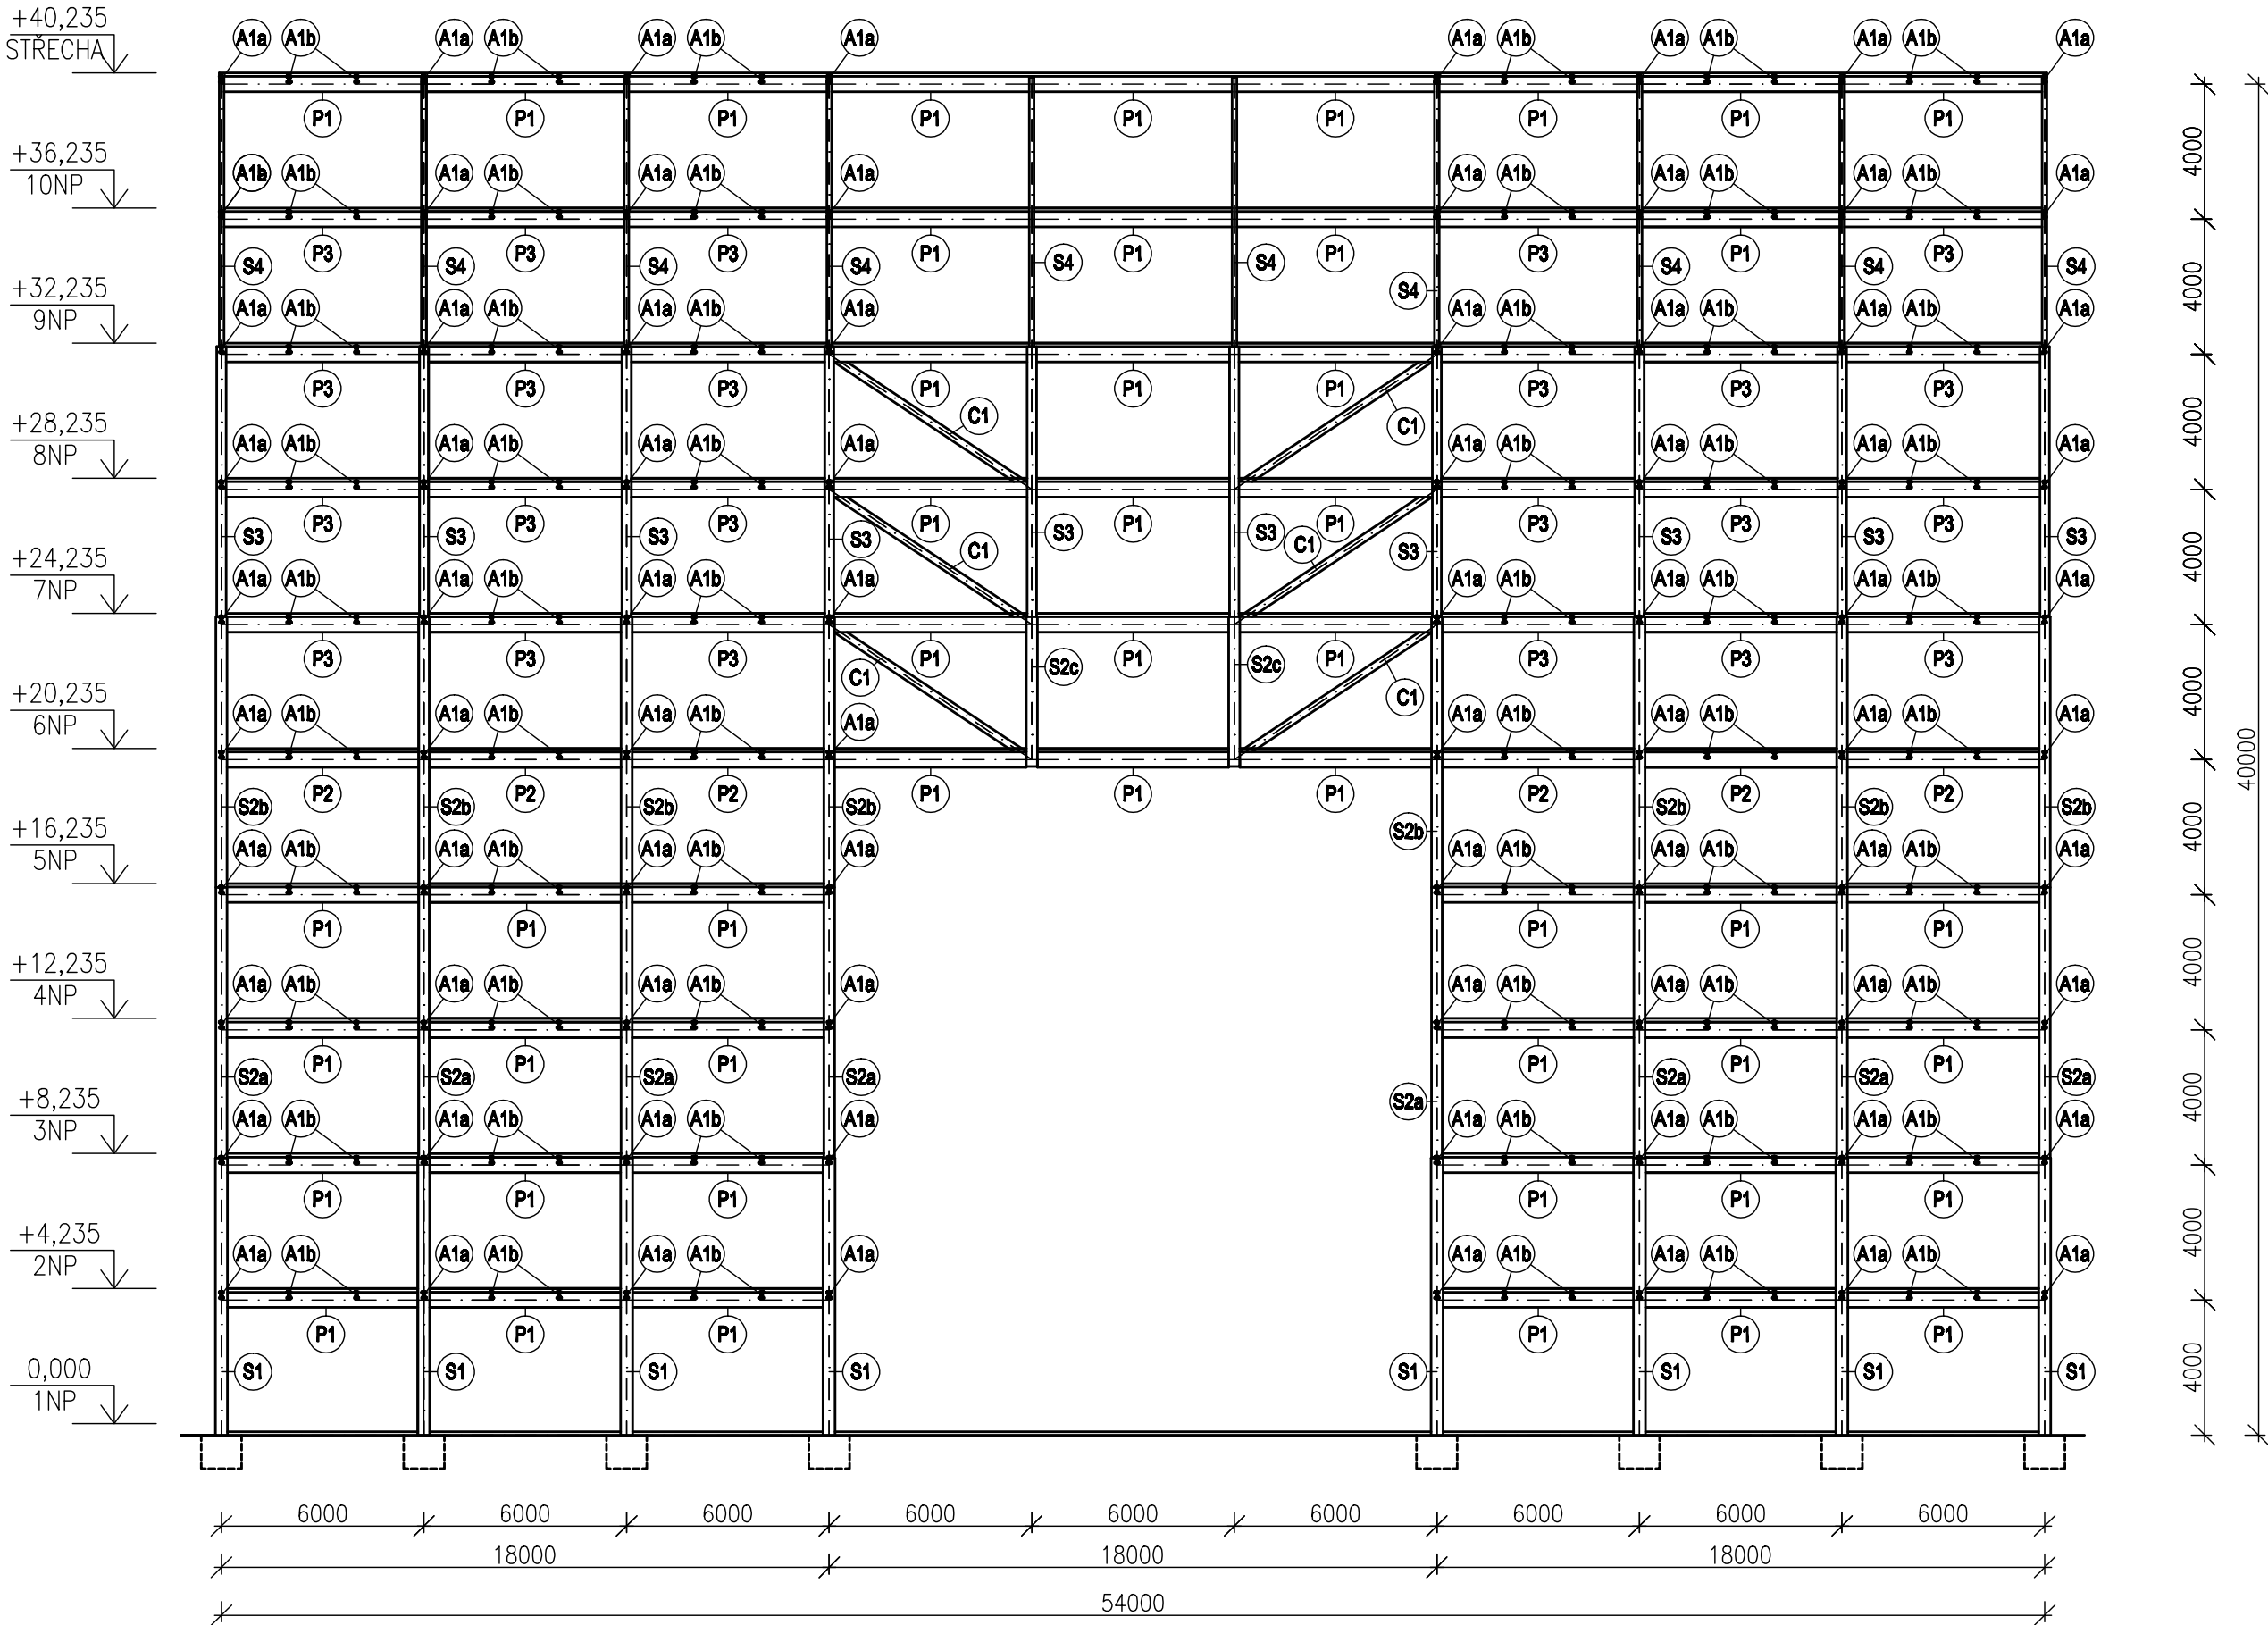 +40,235
STŘECHA
A1a A1b A1a A1b A1a A1b A1a A1a A1b A1a A1b A1a A1b A1a
P1 P1 P1 P1 P1 P1 P1 P1 P1
4000
+36,235
10NP
A1b A1a A1b A1a A1b A1a A1a A1b A1a A1b A1a A1b A1a
P3 P3 P3 P1 P1 P1 P3 P1 P3
S4 S4 S4 S4 S4 S4 S4 S4 S4 S4
4000
+32,235
9NP
A1a A1b A1a A1b A1a A1b A1a A1a A1b A1a A1b A1a A1b A1a
P3 P3 P3 P1 P1 P1 P3 P3 P3
C1 C1
4000
+28,235
8NP
A1a A1b A1a A1b A1a A1b A1a A1a A1b A1a A1b A1a A1b A1a
P3 P3 P3 P1 P1 P1 P3 P3 P3
S3 S3 S3 S3 C1 S3 S3 C1 S3 S3 S3 S3
4000
+24,235
7NP
A1a A1b A1a A1b A1a A1b A1a A1a A1b A1a A1b A1a A1b A1a
P3 P3 P3 P1 S2c P1 S2c P1 P3 P3 P3
C1 C1
4000
+20,235
6NP
A1a A1b A1a A1b A1a A1b A1a A1a A1b A1a A1b A1a A1b A1a
40000
P2 P2 P2 P1 P1 P1 P2 P2 P2
S2b S2b S2b S2b S2b S2b S2b S2b
4000
+16,235
5NP
A1a A1b A1a A1b A1a A1b A1a A1a A1b A1a A1b A1a A1b A1a
P1 P1 P1 P1 P1 P1
4000
+12,235
4NP
A1a A1b A1a A1b A1a A1b A1a A1a A1b A1a A1b A1a A1b A1a
P1 P1 P1 P1 P1 P1
S2a S2a S2a S2a S2a S2a S2a S2a
4000
+8,235
3NP
A1a A1b A1a A1b A1a A1b A1a A1a A1b A1a A1b A1a A1b A1a
P1 P1 P1 P1 P1 P1
4000
+4,235
2NP
A1a A1b A1a A1b A1a A1b A1a A1a A1b A1a A1b A1a A1b A1a
P1 P1 P1 P1 P1 P1
0,000
1NP
S1 S1 S1 S1 S1 S1 S1 S1
4000
6000 6000 6000 6000 6000 6000 6000 6000 6000
18000 18000 18000
54000